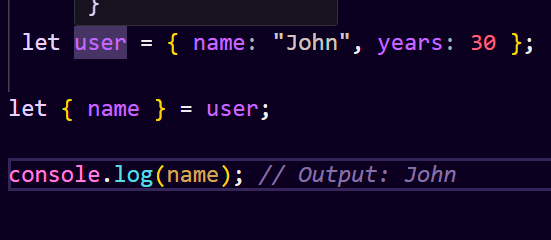 }
let user = { name: "John", years: 30 };
let { name } = user;
console.log(name); // Output: John